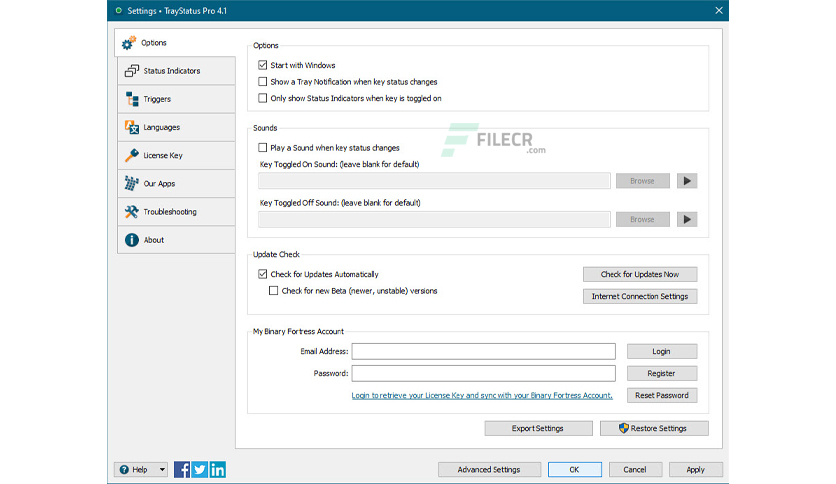 Settings • TrayStatus Pro 4.1
Options
Status Indicators
Triggers
Languages
License Key
Our Apps
Troubleshooting
About
Options
Start with Windows
Show a Tray Notification when key status changes
Only show Status Indicators when key is toggled on
Sounds
FILECR
.com
Play a Sound when key status changes
Key Toggled On Sound: (leave blank for default)
Browse
Key Toggled Off Sound: (leave blank for default)
Browse
Update Check
Check for Updates Automatically
Check for Updates Now
Check for new Beta (newer, unstable) versions
Internet Connection Settings
My Binary Fortress Account
Email Address:
Login
Password:
Register
Login to retrieve your License Key and sync with your Binary Fortress Account.
Reset Password
Export Settings
Restore Settings
Help
Advanced Settings
OK
Cancel
Apply